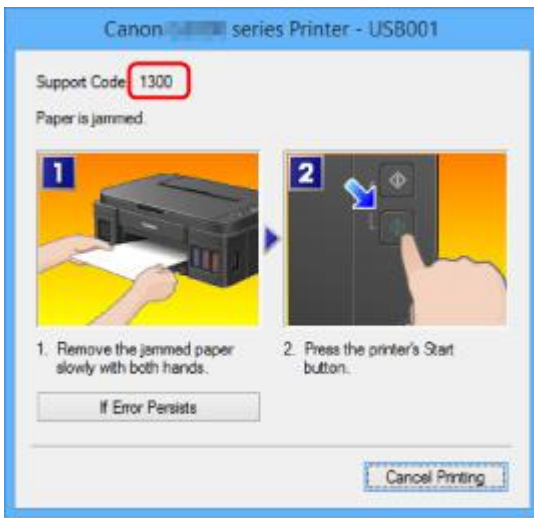 Canon series Printer - USB001
Support Code 1300
Paper is jammed.
1
2
1. Remove the jammed paper
slowly with both hands.
2. Press the printer's Start
button.
If Error Persists
Cancel Printing